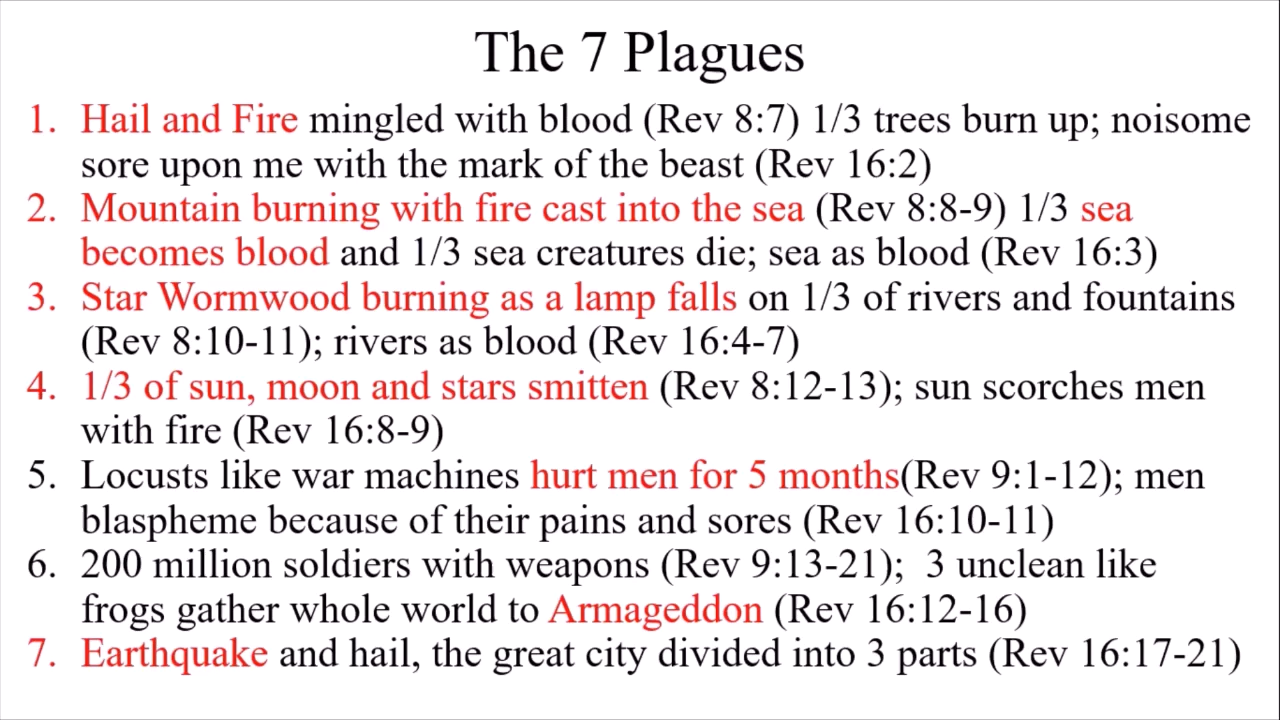 The 7 Plagues
1. Hail and Fire mingled with blood (Rev 8:7) 1/3 trees burn up; noisome
sore upon me with the mark of the beast (Rev 16:2)
2. Mountain burning with fire cast into the sea (Rev 8:8-9) 1/3 sea
becomes blood and 1/3 sea creatures die; sea as blood (Rev 16:3)
3. Star Wormwood burning as a lamp falls on 1/3 of rivers and fountains
(Rev 8:10-11); rivers as blood (Rev 16:4-7)
4. 1/3 of sun, moon and stars smitten (Rev 8:12-13); sun scorches men
with fire (Rev 16:8-9)
5. Locusts like war machines hurt men for 5 months(Rev 9:1-12); men
blaspheme because of their pains and sores (Rev 16:10-11)
6. 200 million soldiers with weapons (Rev 9:13-21);  3 unclean like
frogs gather whole world to Armageddon (Rev 16:12-16)
7. Earthquake and hail, the great city divided into 3 parts (Rev 16:17-21)